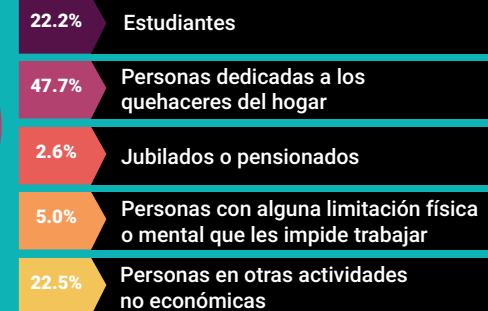 22.2% Estudiantes
47.7% Personas dedicadas a los
quehaceres del hogar
2.6% Jubilados o pensionados
5.0% Personas con alguna limitación física
o mental que les impide trabajar
22.5% Personas en otras actividades
no económicas